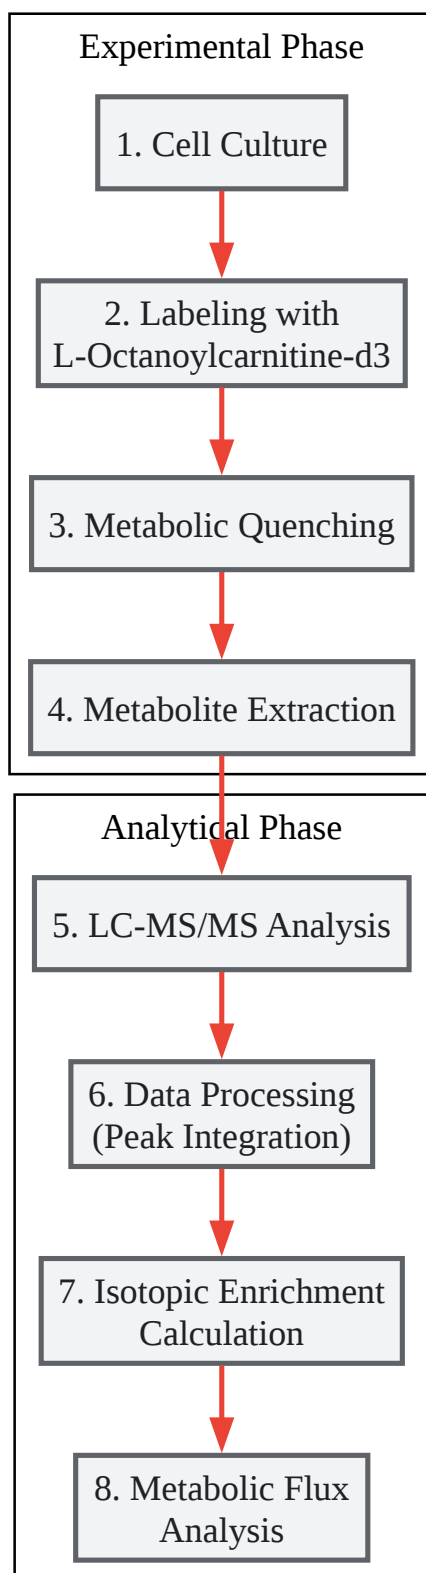 Experimental Phase
1. Cell Culture
2. Labeling with
L-Octanoylcarnitine-d3
3. Metabolic Quenching
4. Metabolite Extraction
Analytical Phase
5. LC-MS/MS Analysis
6. Data Processing
(Peak Integration)
7. Isotopic Enrichment
Calculation
8. Metabolic Flux
Analysis